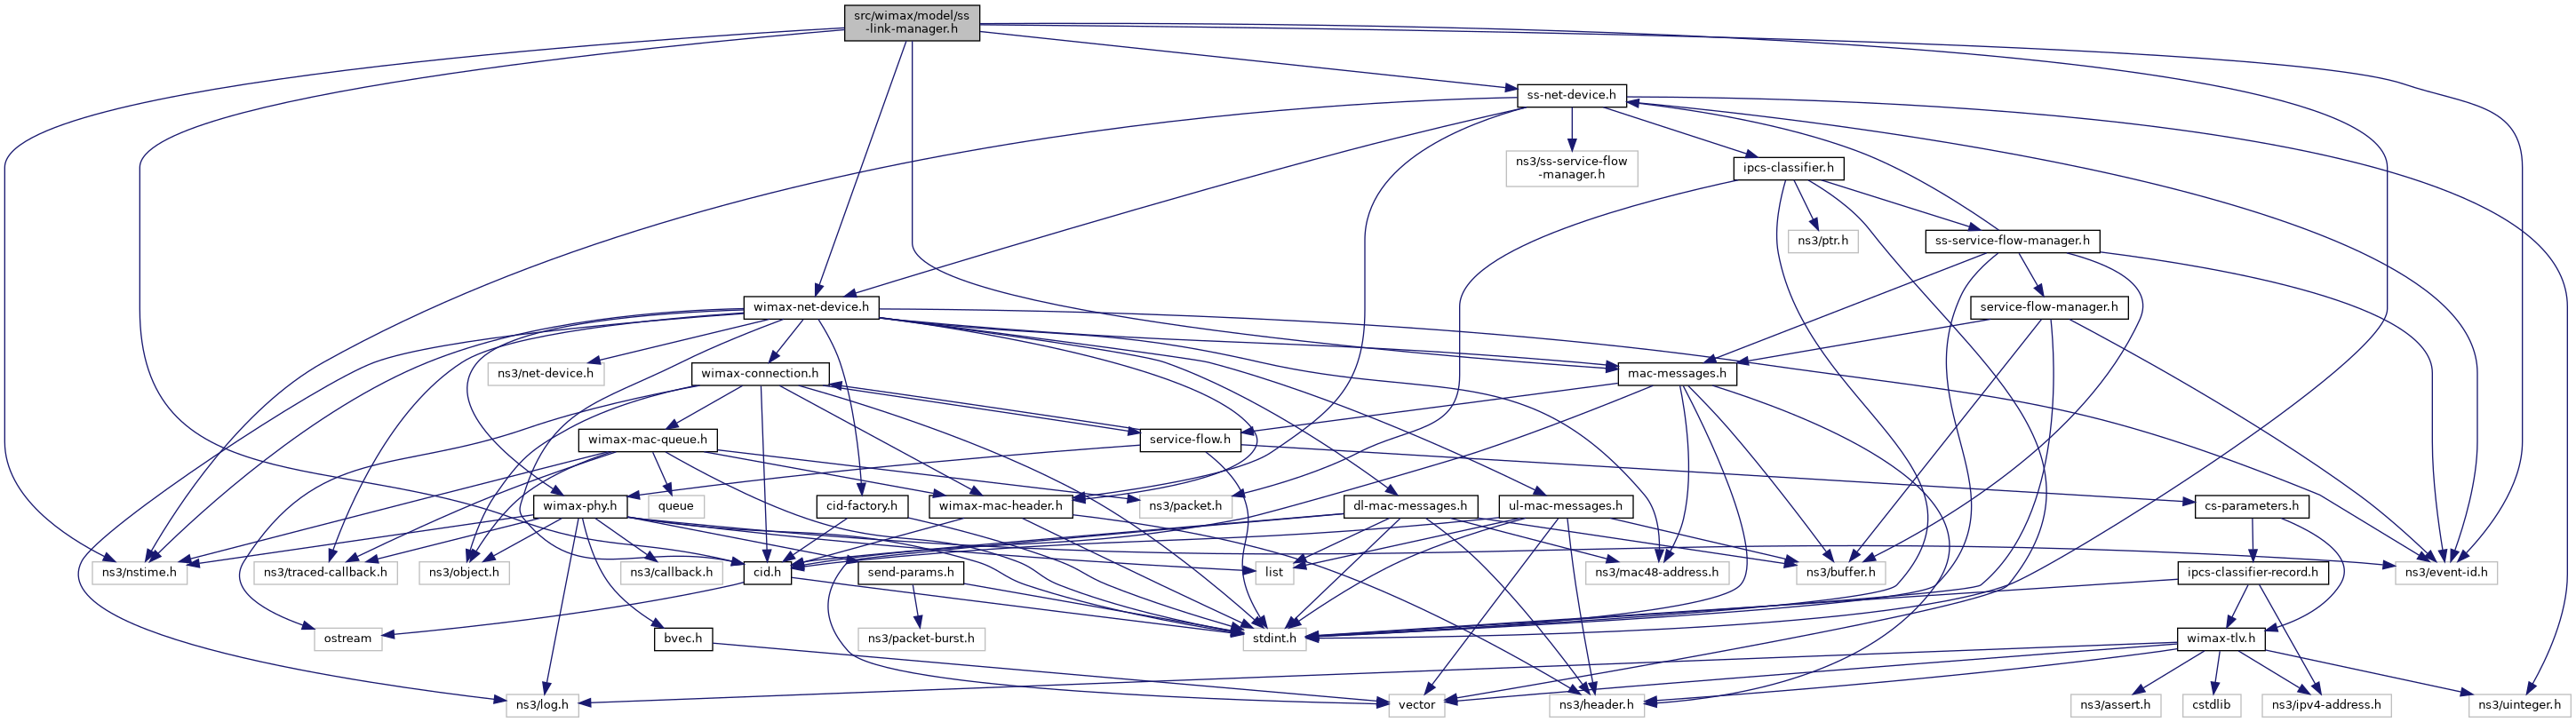 src/wimax/model/ss
-link-manager.h
ss-net-device.h
ns3/ss-service-flow
-manager.h
ipcs-classifier.h
ns3/ptr.h
ss-service-flow-manager.h
wimax-net-device.h
service-flow-manager.h
ns3/net-device.h
wimax-connection.h
mac-messages.h
wimax-mac-queue.h
service-flow.h
wimax-phy.h
queue
cid-factory.h
wimax-mac-header.h
ns3/packet.h
dl-mac-messages.h
ul-mac-messages.h
cs-parameters.h
ns3/nstime.h
ns3/traced-callback.h
ns3/object.h
ns3/callback.h
cid.h
send-params.h
list
ns3/mac48-address.h
ns3/buffer.h
ipcs-classifier-record.h
ns3/event-id.h
ostream
bvec.h
ns3/packet-burst.h
stdint.h
wimax-tlv.h
ns3/log.h
vector
ns3/header.h
ns3/assert.h
cstdlib
ns3/ipv4-address.h
ns3/uinteger.h